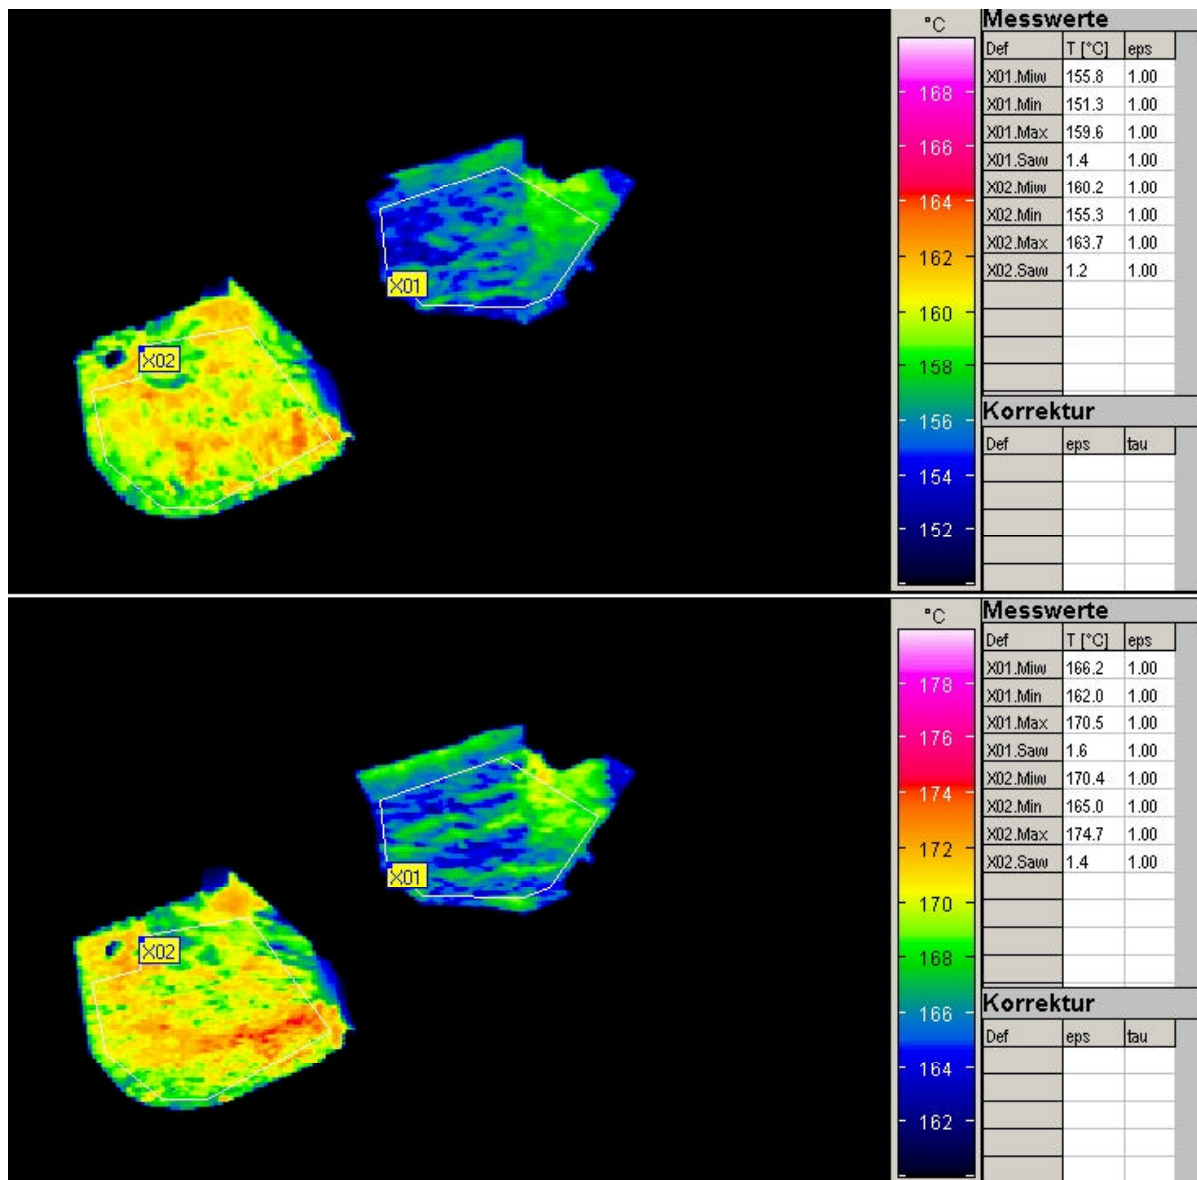 °C
168
166
164
162
160
158
156
154
152
X01
X02
Messwerte
Def T [°C] eps
X01.Miw 155.8 1.00
X01.Min 151.3 1.00
X01.Max 159.6 1.00
X01.Saw 1.4 1.00
X02.Miw 160.2 1.00
X02.Min 155.3 1.00
X02.Max 163.7 1.00
X02.Saw 1.2 1.00
Korrektur
Def eps tau
°C
178
176
174
172
170
168
166
164
162
X01
X02
Messwerte
Def T [°C] eps
X01.Miw 166.2 1.00
X01.Min 162.0 1.00
X01.Max 170.5 1.00
X01.Saw 1.6 1.00
X02.Miw 170.4 1.00
X02.Min 165.0 1.00
X02.Max 174.7 1.00
X02.Saw 1.4 1.00
Korrektur
Def eps tau